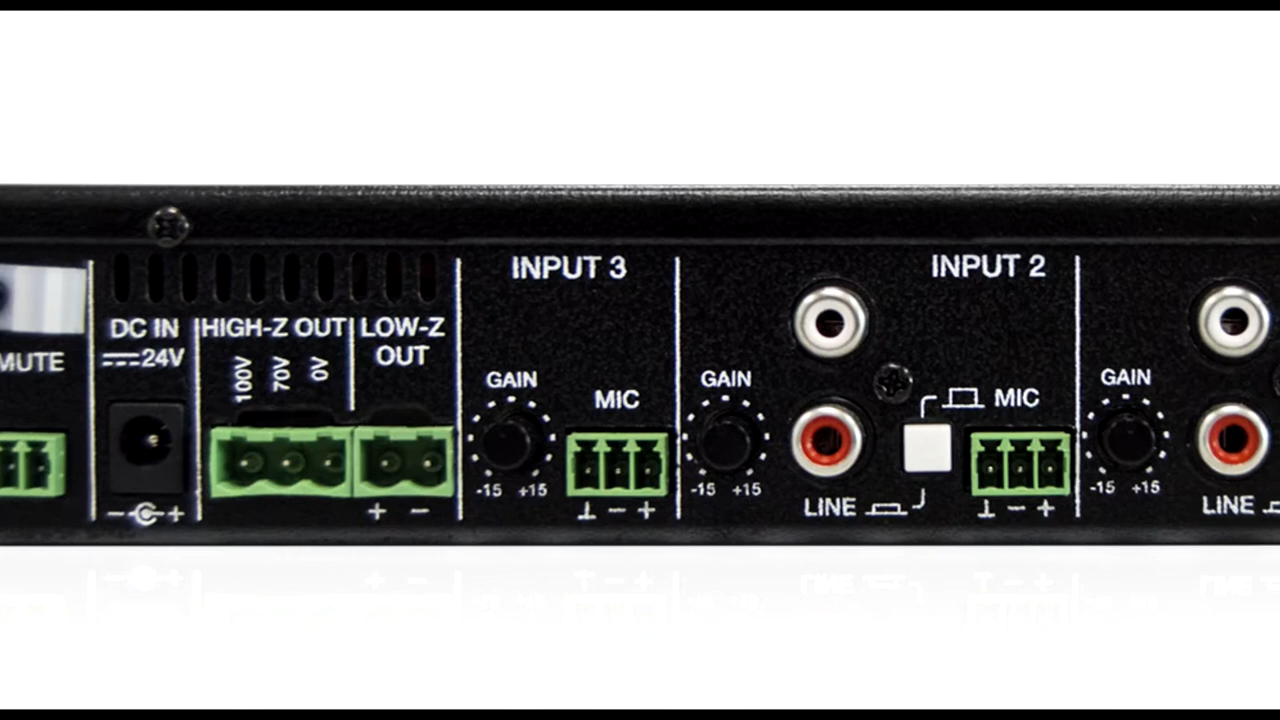 INPUT 3
INPUT 2
DC IN
HIGH-Z OUT
LOW-Z
OUT
24V
MUTE
100V
70V
0V
GAIN
MIC
GAIN
MIC
GAIN
-15 +15
-15 +15
-15 +15
+ -
- +
- +
- +
LINE
LINE